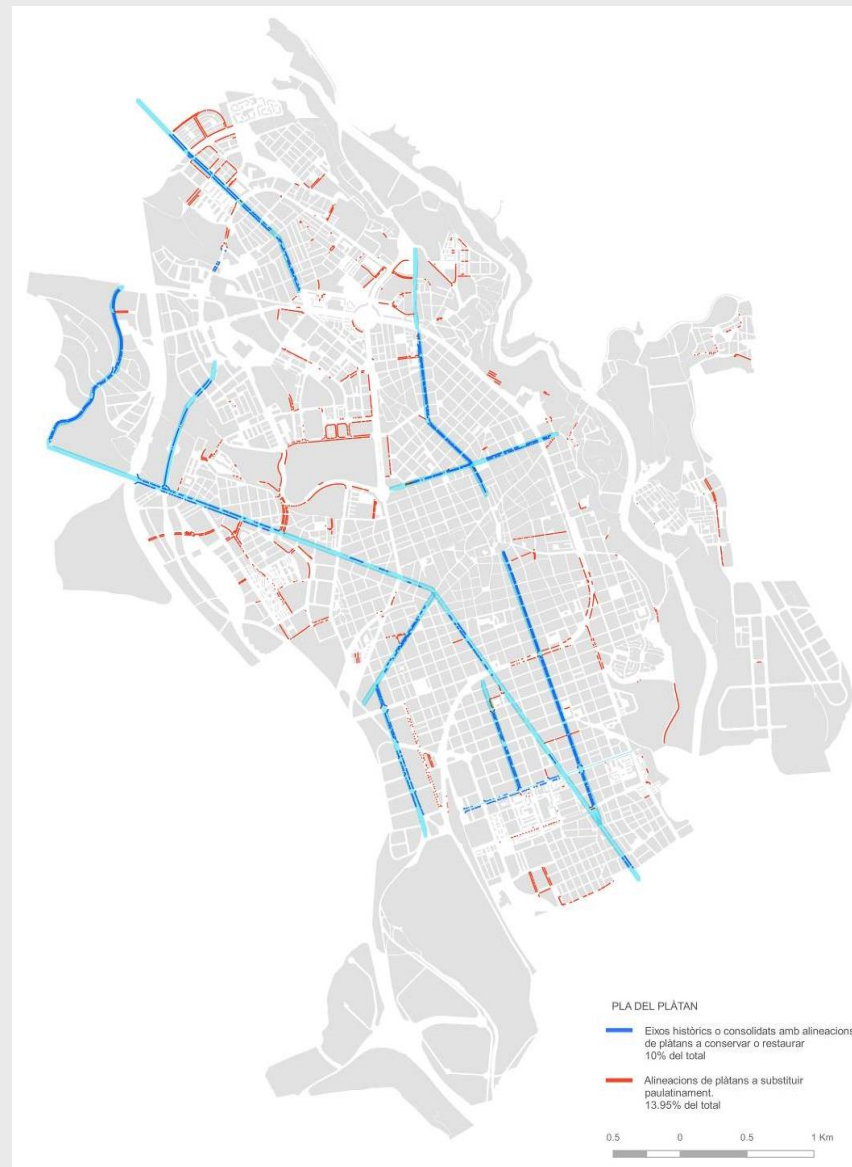 PLA DEL PLÀTAN
Eixos històrics o consolidats amb alineacions
de plàtans a conservar o restaurar
10% del total
Alineacions de plàtans a substituir
paulatinament.
13.95% del total
0.5 0 0.5 1 Km